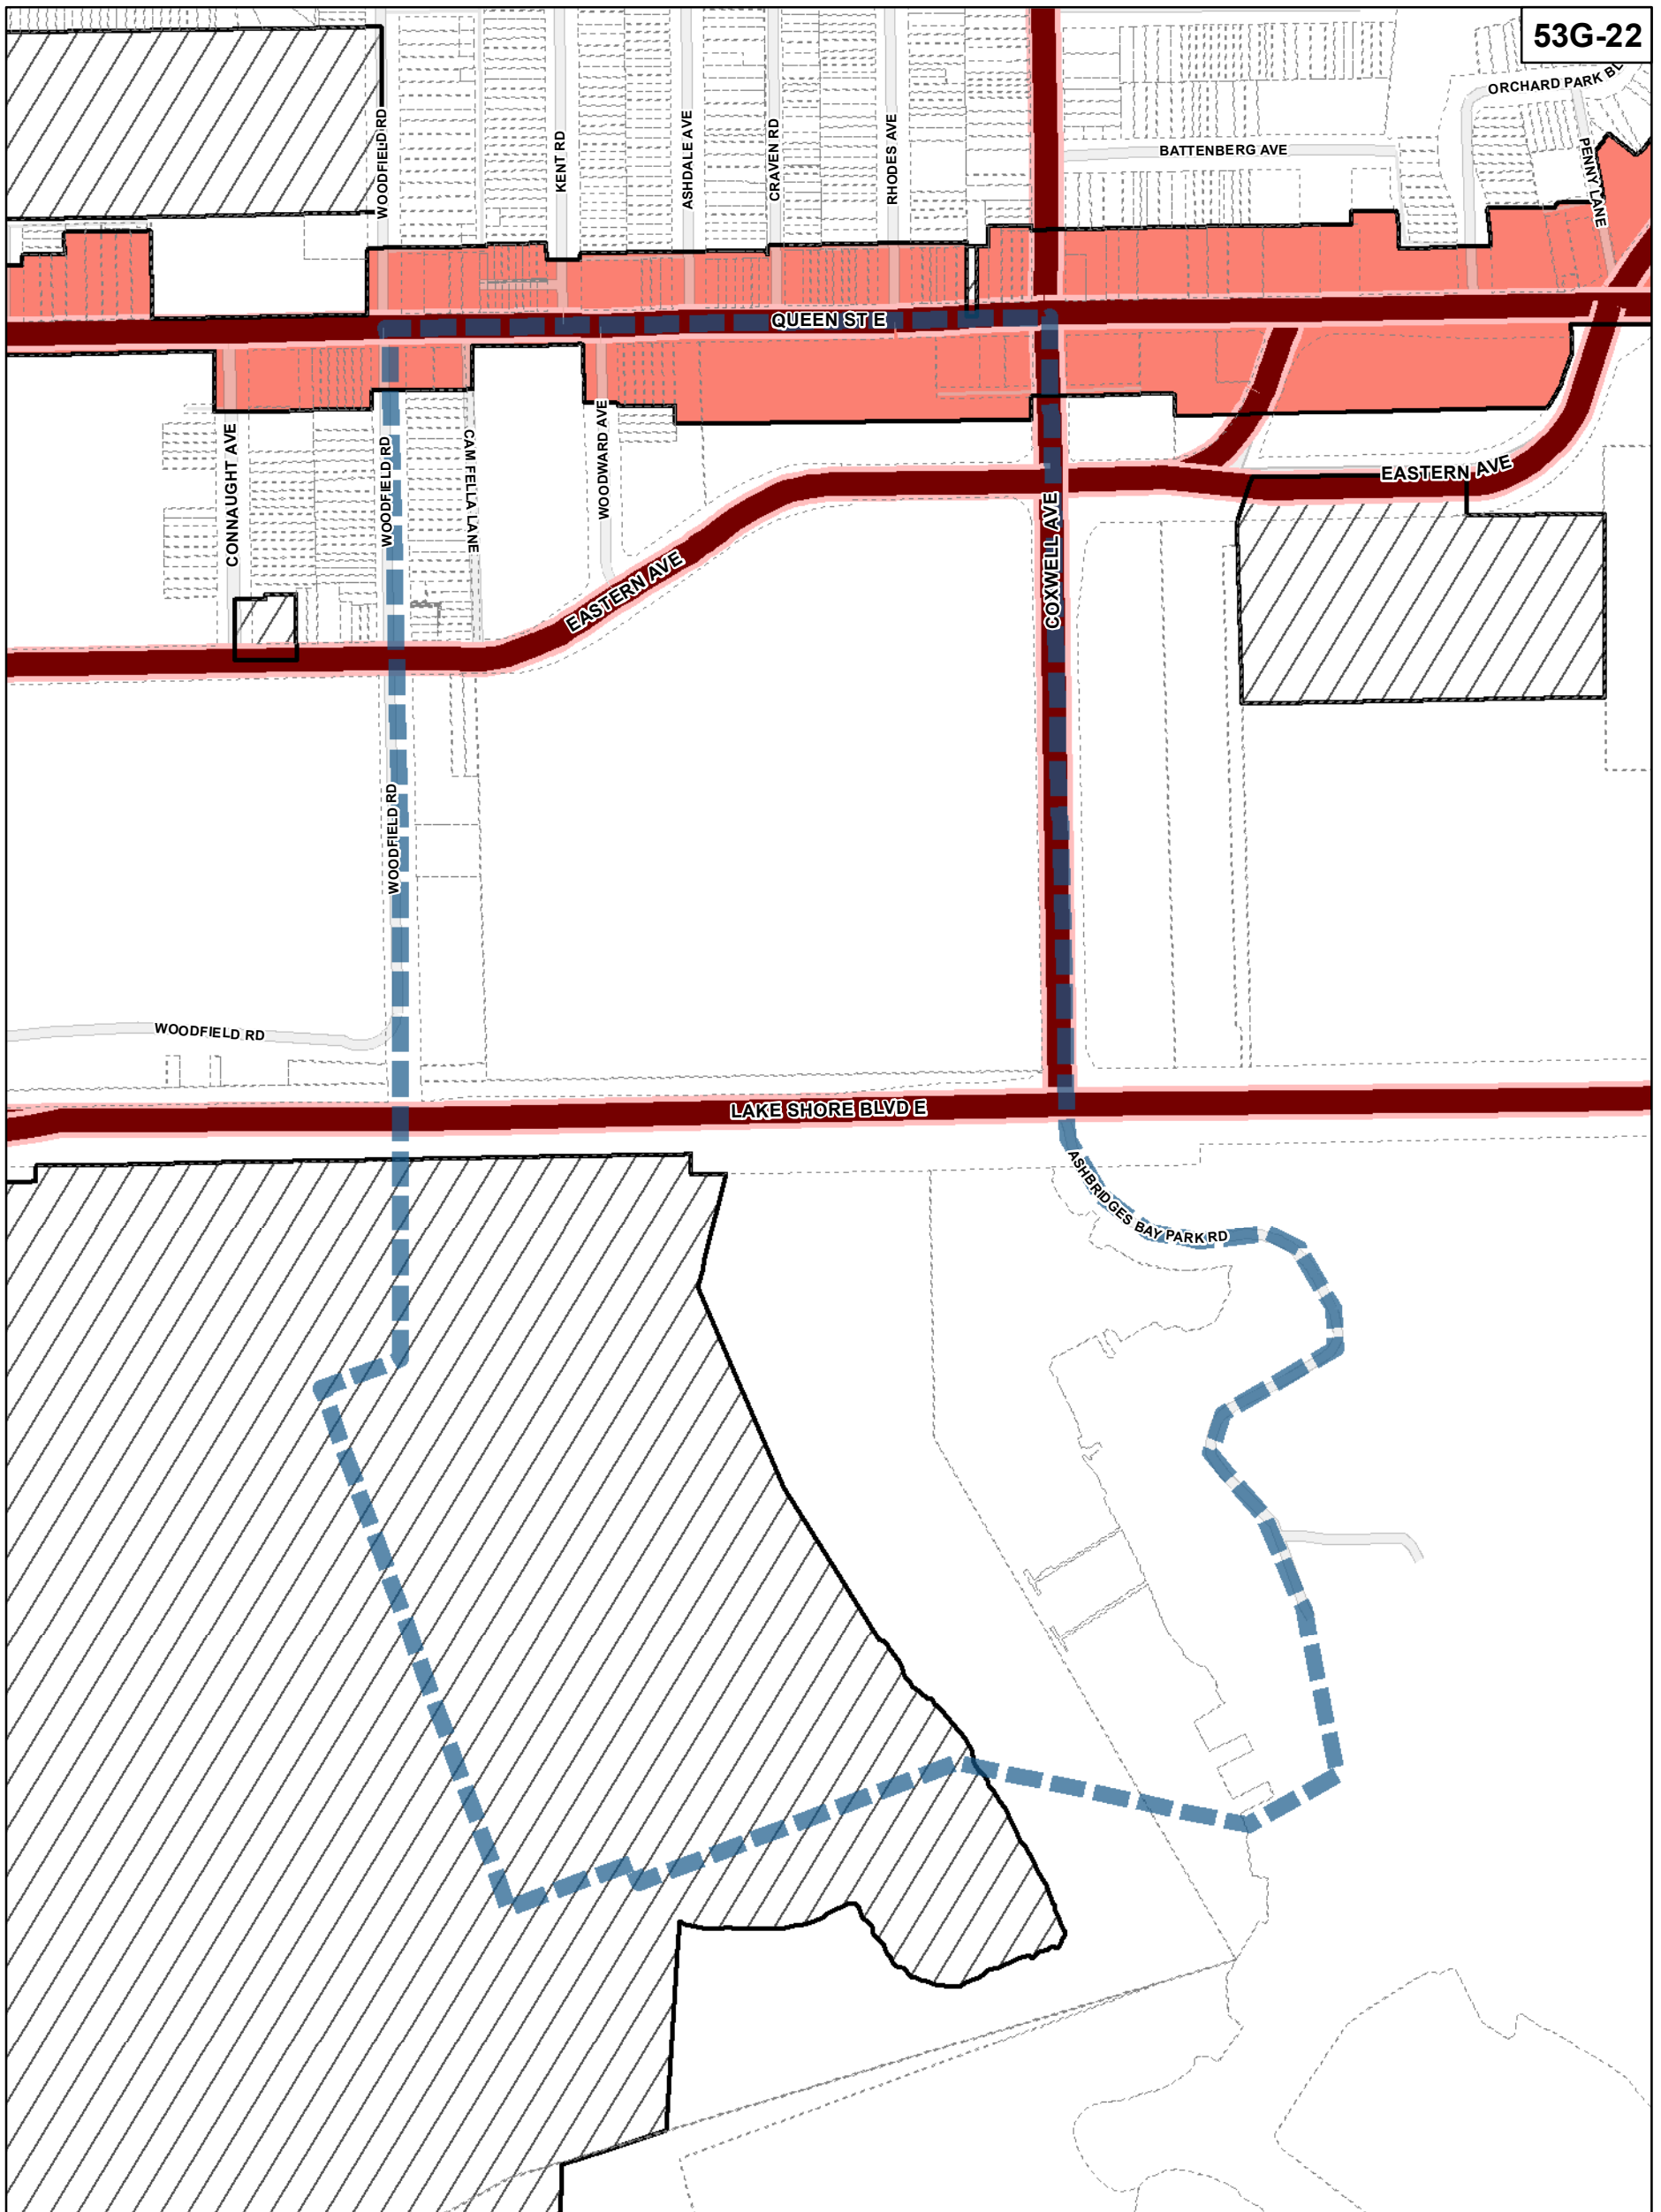 53G-22
ORCHARD PARK BL
PENNY LANE
BATTENBERG AVE
WOODFIELD RD
KENT RD
ASHDALE AVE
CRAVEN RD
RHODES AVE
QUEEN ST E
CONNAUGHT AVE
WOODFIELD RD
CAM FELLA LANE
WOODWARD AVE
EASTERN AVE
EASTERN AVE
COXWELL AVE
WOODFIELD RD
WOODFIELD RD
LAKE SHORE BLVD E
ASHBRIDGES BAY PARK RD